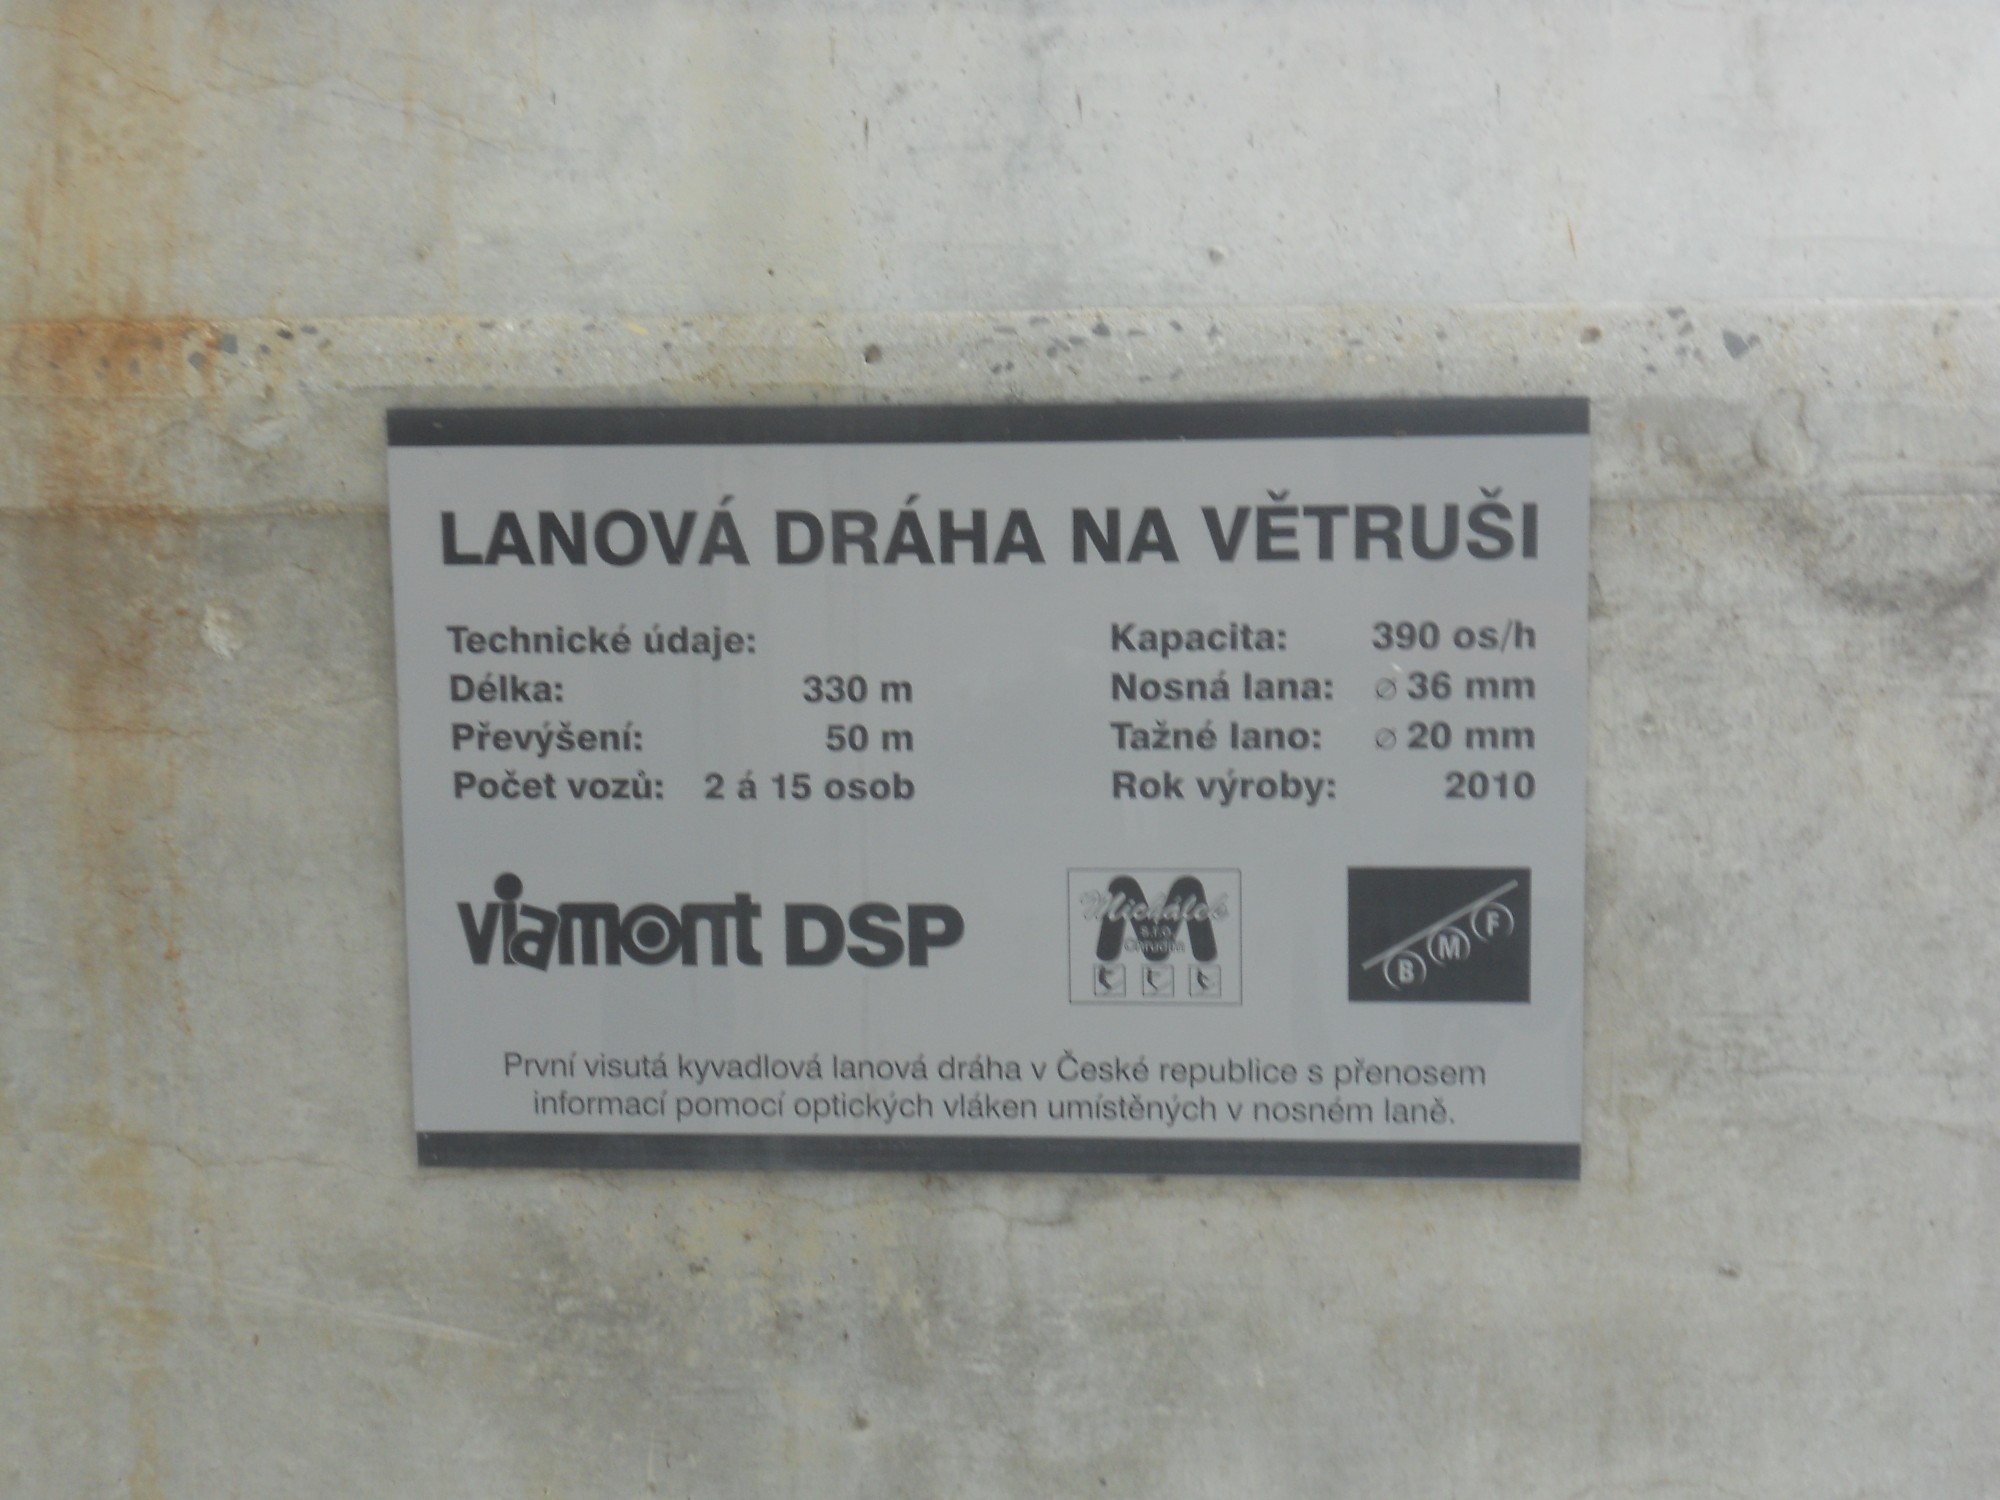 LANOVÁ DRÁHA NA VĚTRUŠI
Technické údaje:
Délka: 330 m
Převýšení: 50 m
Počet vozů: 2 á 15 osob
Kapacita: 390 os/h
Nosná lana: ⌀ 36 mm
Tažné lano: ⌀ 20 mm
Rok výroby: 2010
viamont DSP
Michálek
s.r.o.
Chrudim
B M F
První visutá kyvadlová lanová dráha v České republice s přenosem
informací pomocí optických vláken umístěných v nosném laně.